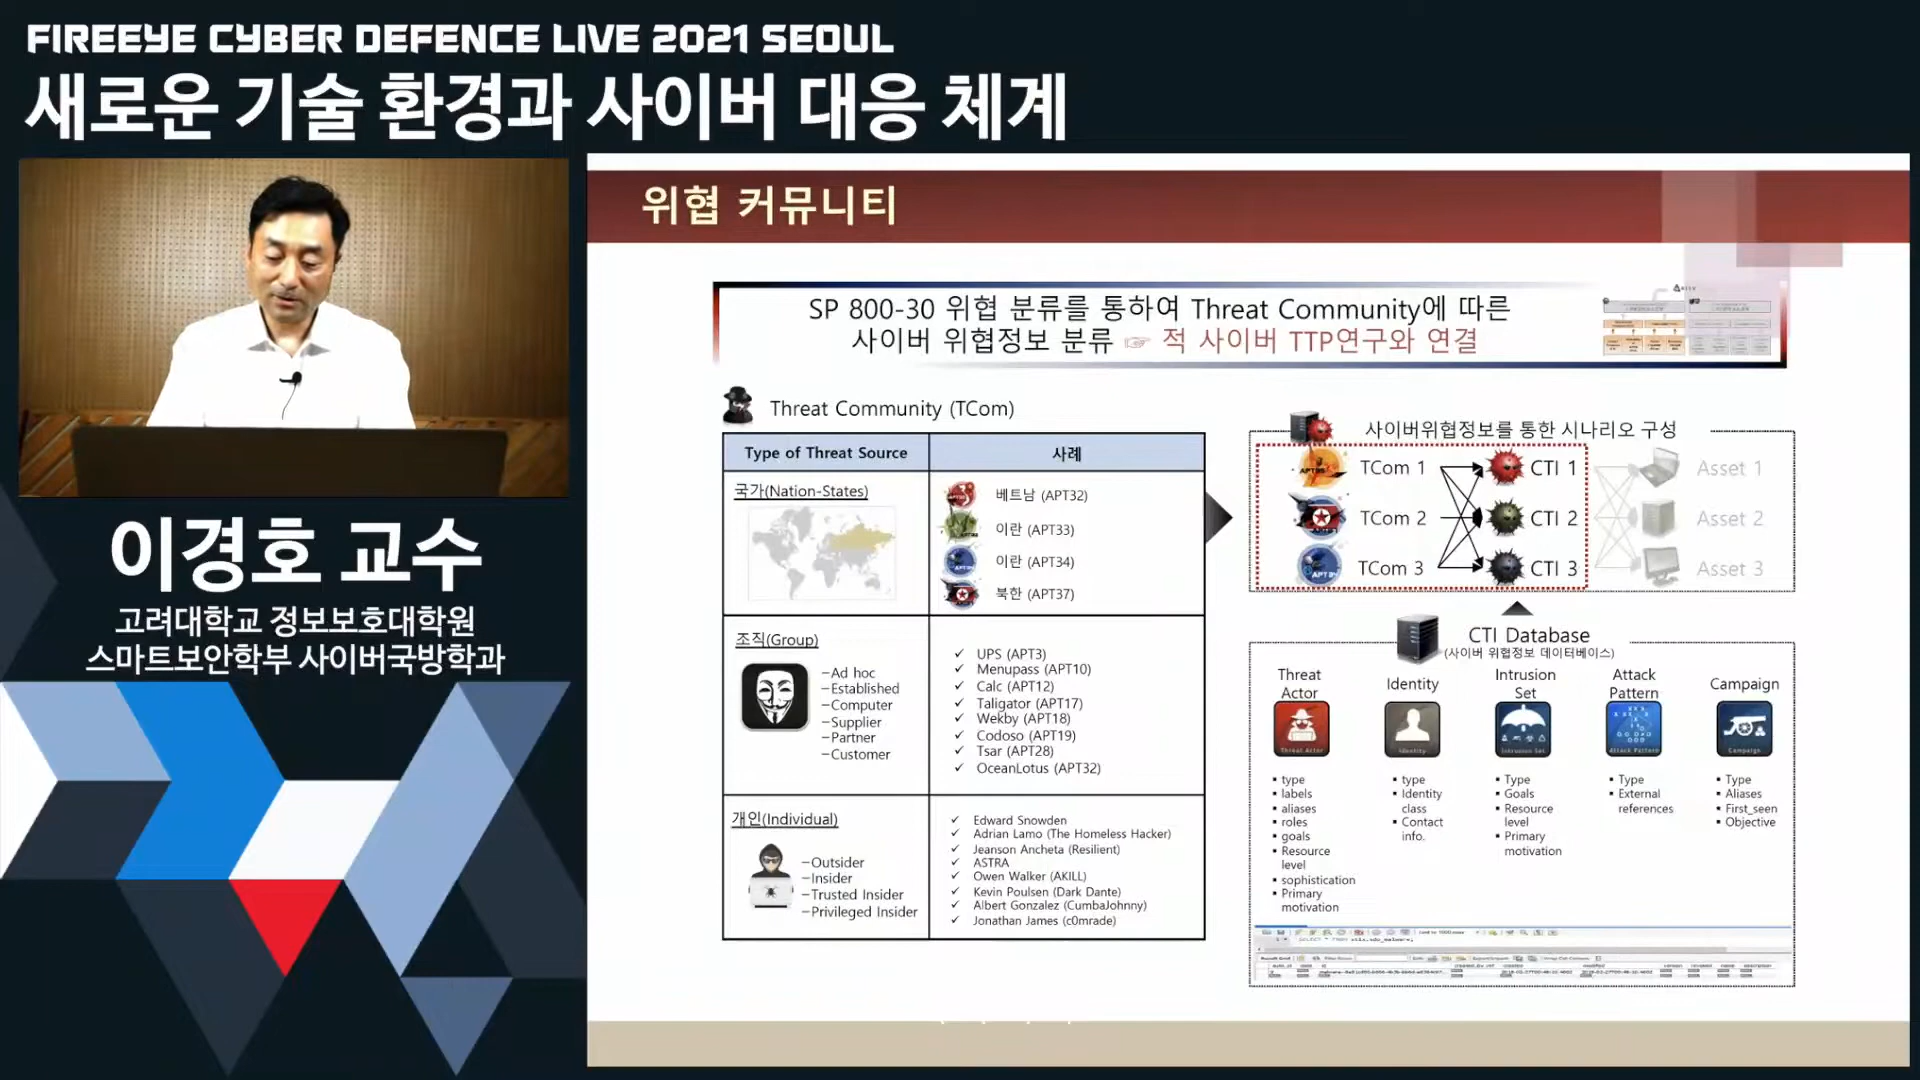 FIREEYE CYBER DEFENCE LIVE 2021 SEOUL
새로운 기술 환경과 사이버 대응 체계
이경호 교수
고려대학교 정보보호대학원
스마트보안학부 사이버국방학과
위협 커뮤니티
SP 800-30 위협 분류를 통하여 Threat Community에 따른
사이버 위협정보 분류 ☞ 적 사이버 TTP연구와 연결
Threat Community (TCom)
Type of Threat Source
사례
국가(Nation-States)
베트남 (APT32)
이란 (APT33)
이란 (APT34)
북한 (APT37)
조직(Group)
−Ad hoc
−Established
−Computer
−Supplier
−Partner
−Customer
✓ UPS (APT3)
✓ Menupass (APT10)
✓ Calc (APT12)
✓ Taligator (APT17)
✓ Wekby (APT18)
✓ Codoso (APT19)
✓ Tsar (APT28)
✓ OceanLotus (APT32)
개인(Individual)
−Outsider
−Insider
−Trusted Insider
−Privileged Insider
✓ Edward Snowden
✓ Adrian Lamo (The Homeless Hacker)
✓ Jeanson Ancheta (Resilient)
✓ ASTRA
✓ Owen Walker (AKILL)
✓ Kevin Poulsen (Dark Dante)
✓ Albert Gonzalez (CumbaJohnny)
✓ Jonathan James (c0mrade)
사이버위협정보를 통한 시나리오 구성
TCom 1 CTI 1 Asset 1
TCom 2 CTI 2 Asset 2
TCom 3 CTI 3 Asset 3
CTI Database
(사이버 위협정보 데이터베이스)
Threat
Actor
Threat Actor
▪ type
▪ labels
▪ aliases
▪ roles
▪ goals
▪ Resource
level
▪ sophistication
▪ Primary
motivation
Identity
Identity
▪ type
▪ Identity
class
▪ Contact
info.
Intrusion
Set
Intrusion Set
▪ Type
▪ Goals
▪ Resource
level
▪ Primary
motivation
Attack
Pattern
Attack Pattern
▪ Type
▪ External
references
Campaign
Campaign
▪ Type
▪ Aliases
▪ First_seen
▪ Objective